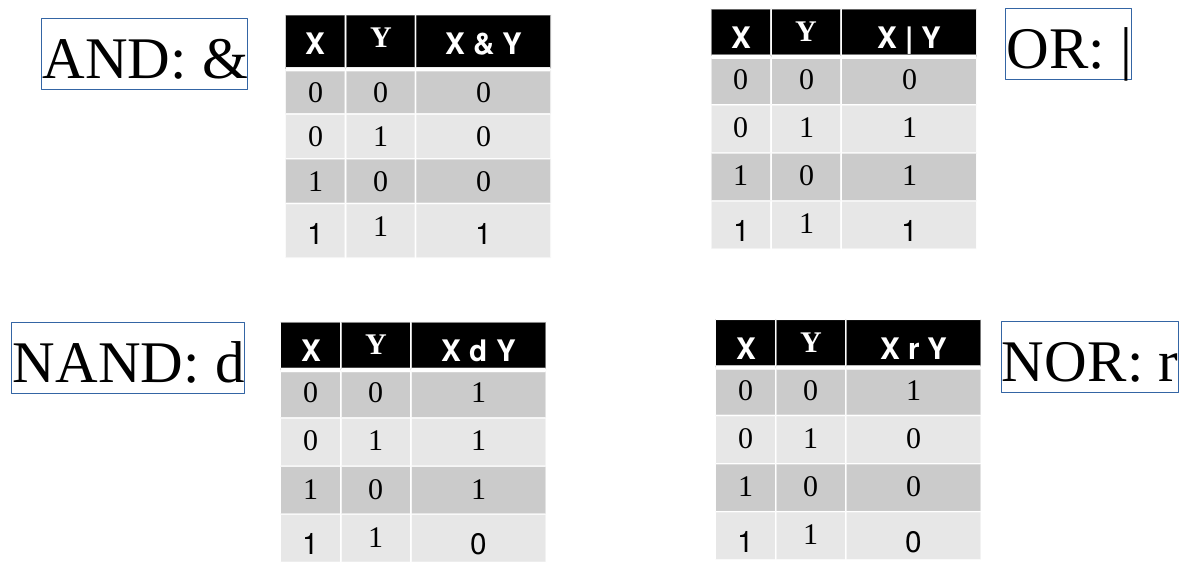 AND: &
X Y X & Y
0 0 0
0 1 0
1 0 0
1 1 1
X Y X | Y
0 0 0
0 1 1
1 0 1
1 1 1
OR: |
NAND: d
X Y X d Y
0 0 1
0 1 1
1 0 1
1 1 0
X Y X r Y
0 0 1
0 1 0
1 0 0
1 1 0
NOR: r